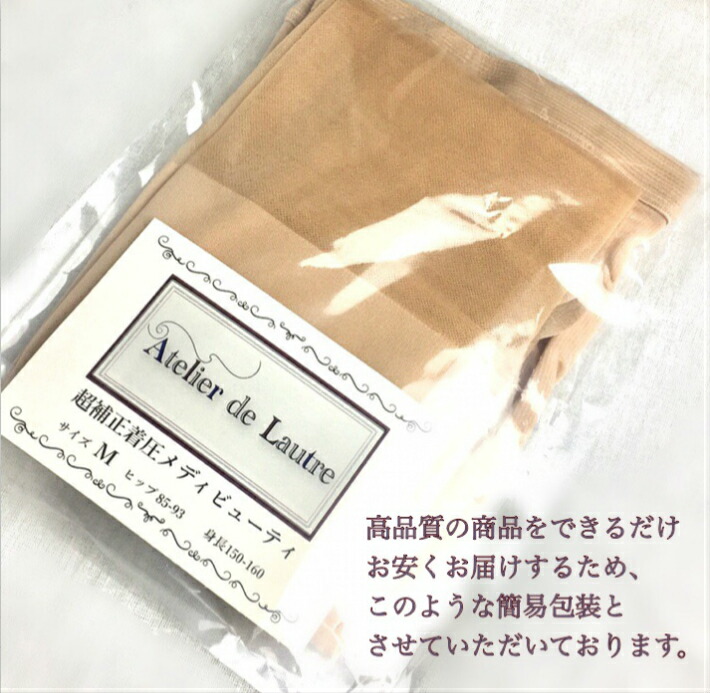 Atelier de Lautre
超補正着圧メディビューティ
サイズ M ヒップ85-93 身長150-160
高品質の商品をできるだけ
お安くお届けするため、
このような簡易包装と
させていただいております。